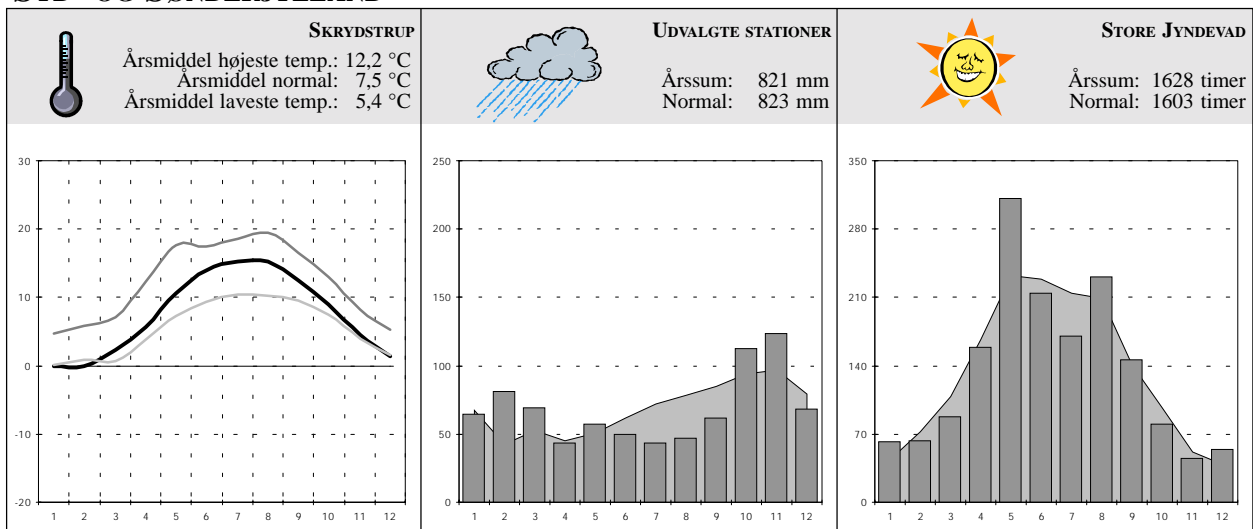 SYD- OG SØNDERJYLLAND
SKRYDSTRUP
Årsmiddel højeste temp.: 12,2 °C
Årsmiddel normal: 7,5 °C
Årsmiddel laveste temp.: 5,4 °C
30
20
10
0
-10
-20
1 2 3 4 5 6 7 8 9 10 11 12
UDVALGTE STATIONER
Årssum: 821 mm
Normal: 823 mm
250
200
150
100
50
0
1 2 3 4 5 6 7 8 9 10 11 12
STORE JYNDEVAD
Årssum: 1628 timer
Normal: 1603 timer
350
280
210
140
70
0
1 2 3 4 5 6 7 8 9 10 11 12